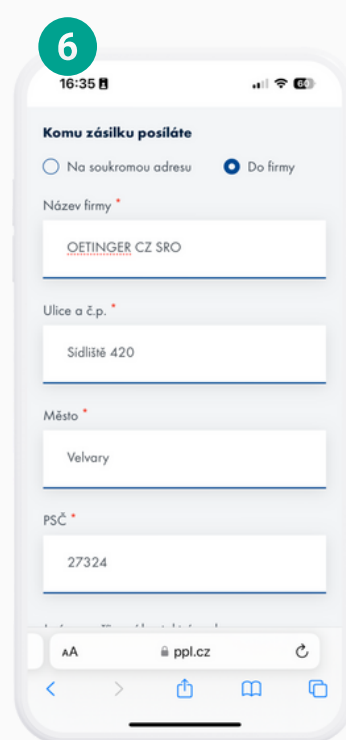 6
16:35
60
Komu zásilku posíláte
Na soukromou adresu Do firmy
Název firmy *
OETINGER CZ SRO
Ulice a č.p. *
Sídliště 420
Město *
Velvary
PSČ *
27324
AA ppl.cz